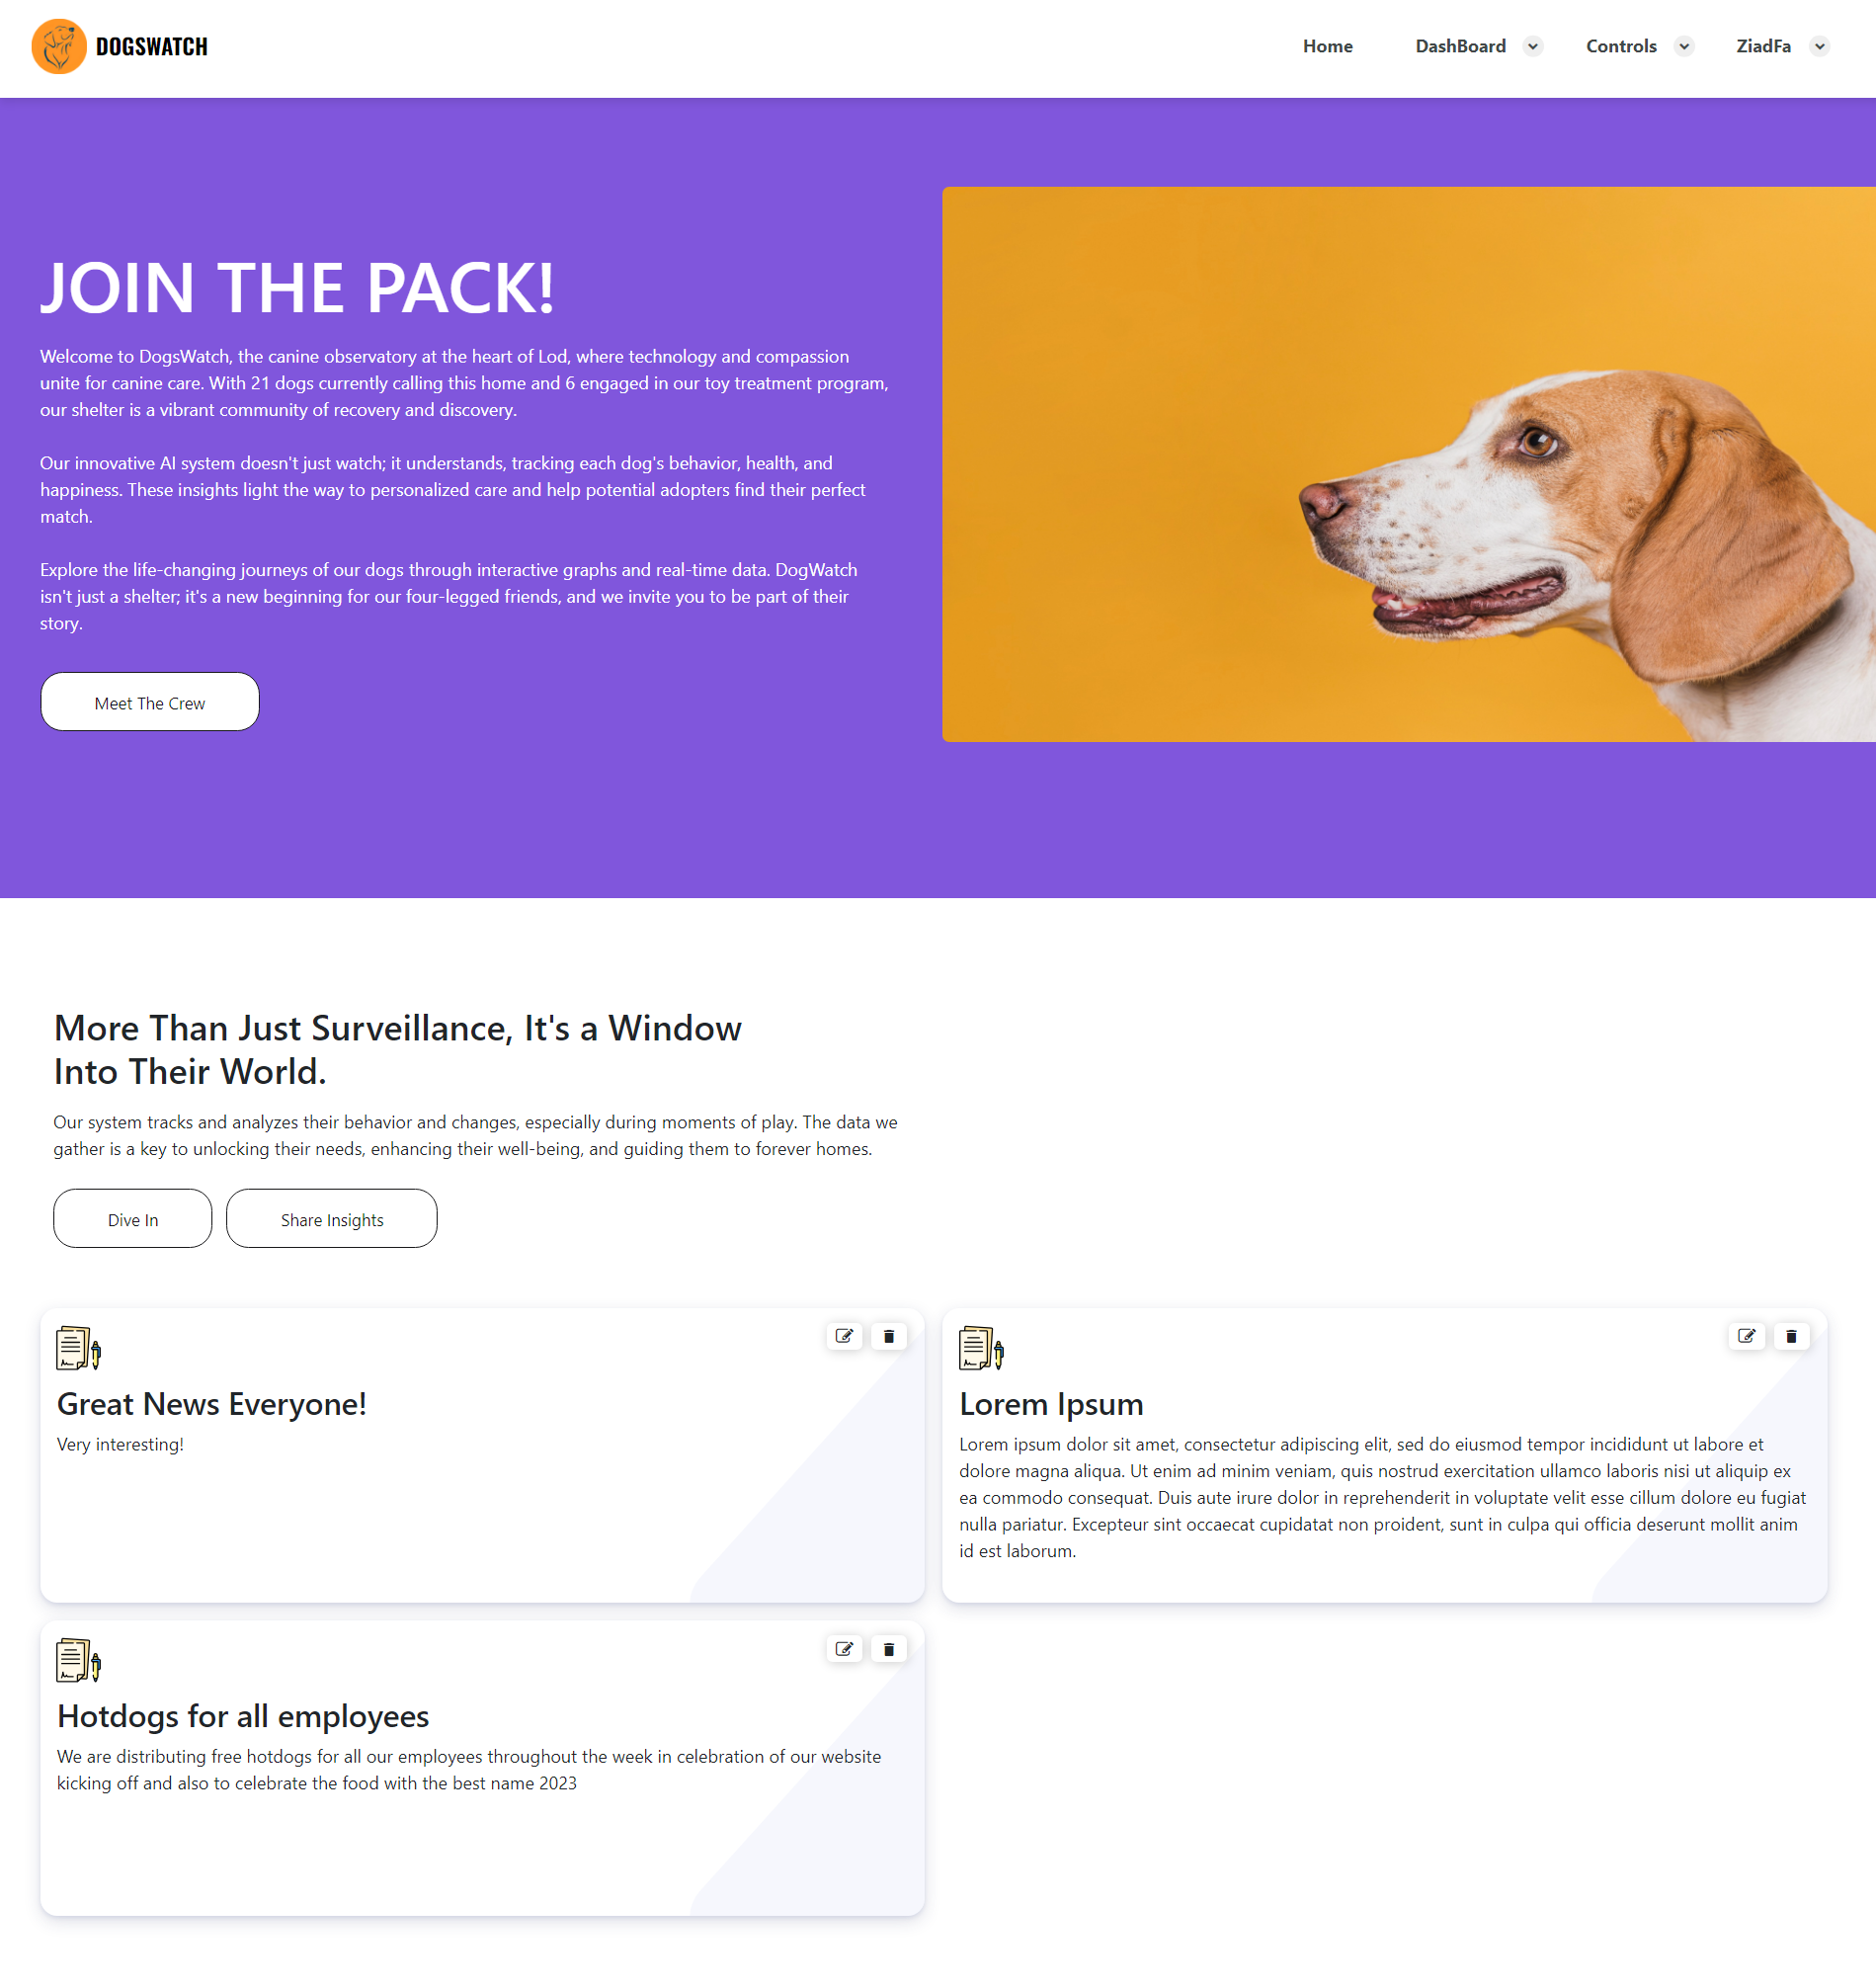 DOGSWATCH
Home
DashBoard
Controls
ZiadFa
JOIN THE PACK!
Welcome to DogsWatch, the canine observatory at the heart of Lod, where technology and compassion
unite for canine care. With 21 dogs currently calling this home and 6 engaged in our toy treatment program,
our shelter is a vibrant community of recovery and discovery.
Our innovative AI system doesn't just watch; it understands, tracking each dog's behavior, health, and
happiness. These insights light the way to personalized care and help potential adopters find their perfect
match.
Explore the life-changing journeys of our dogs through interactive graphs and real-time data. DogWatch
isn't just a shelter; it's a new beginning for our four-legged friends, and we invite you to be part of their
story.
Meet The Crew
More Than Just Surveillance, It's a Window
Into Their World.
Our system tracks and analyzes their behavior and changes, especially during moments of play. The data we
gather is a key to unlocking their needs, enhancing their well-being, and guiding them to forever homes.
Dive In
Share Insights
Great News Everyone!
Very interesting!
Lorem Ipsum
Lorem ipsum dolor sit amet, consectetur adipiscing elit, sed do eiusmod tempor incididunt ut labore et
dolore magna aliqua. Ut enim ad minim veniam, quis nostrud exercitation ullamco laboris nisi ut aliquip ex
ea commodo consequat. Duis aute irure dolor in reprehenderit in voluptate velit esse cillum dolore eu fugiat
nulla pariatur. Excepteur sint occaecat cupidatat non proident, sunt in culpa qui officia deserunt mollit anim
id est laborum.
Hotdogs for all employees
We are distributing free hotdogs for all our employees throughout the week in celebration of our website
kicking off and also to celebrate the food with the best name 2023